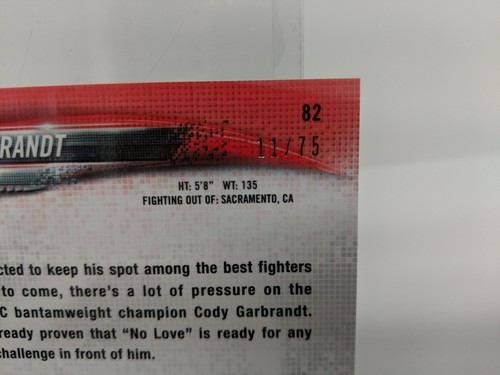 82
RANDT 11/75
HT: 5'8" WT: 135
FIGHTING OUT OF: SACRAMENTO, CA
cted to keep his spot among the best fighters
to come, there's a lot of pressure on the
C bantamweight champion Cody Garbrandt.
ready proven that “No Love” is ready for any
challenge in front of him.